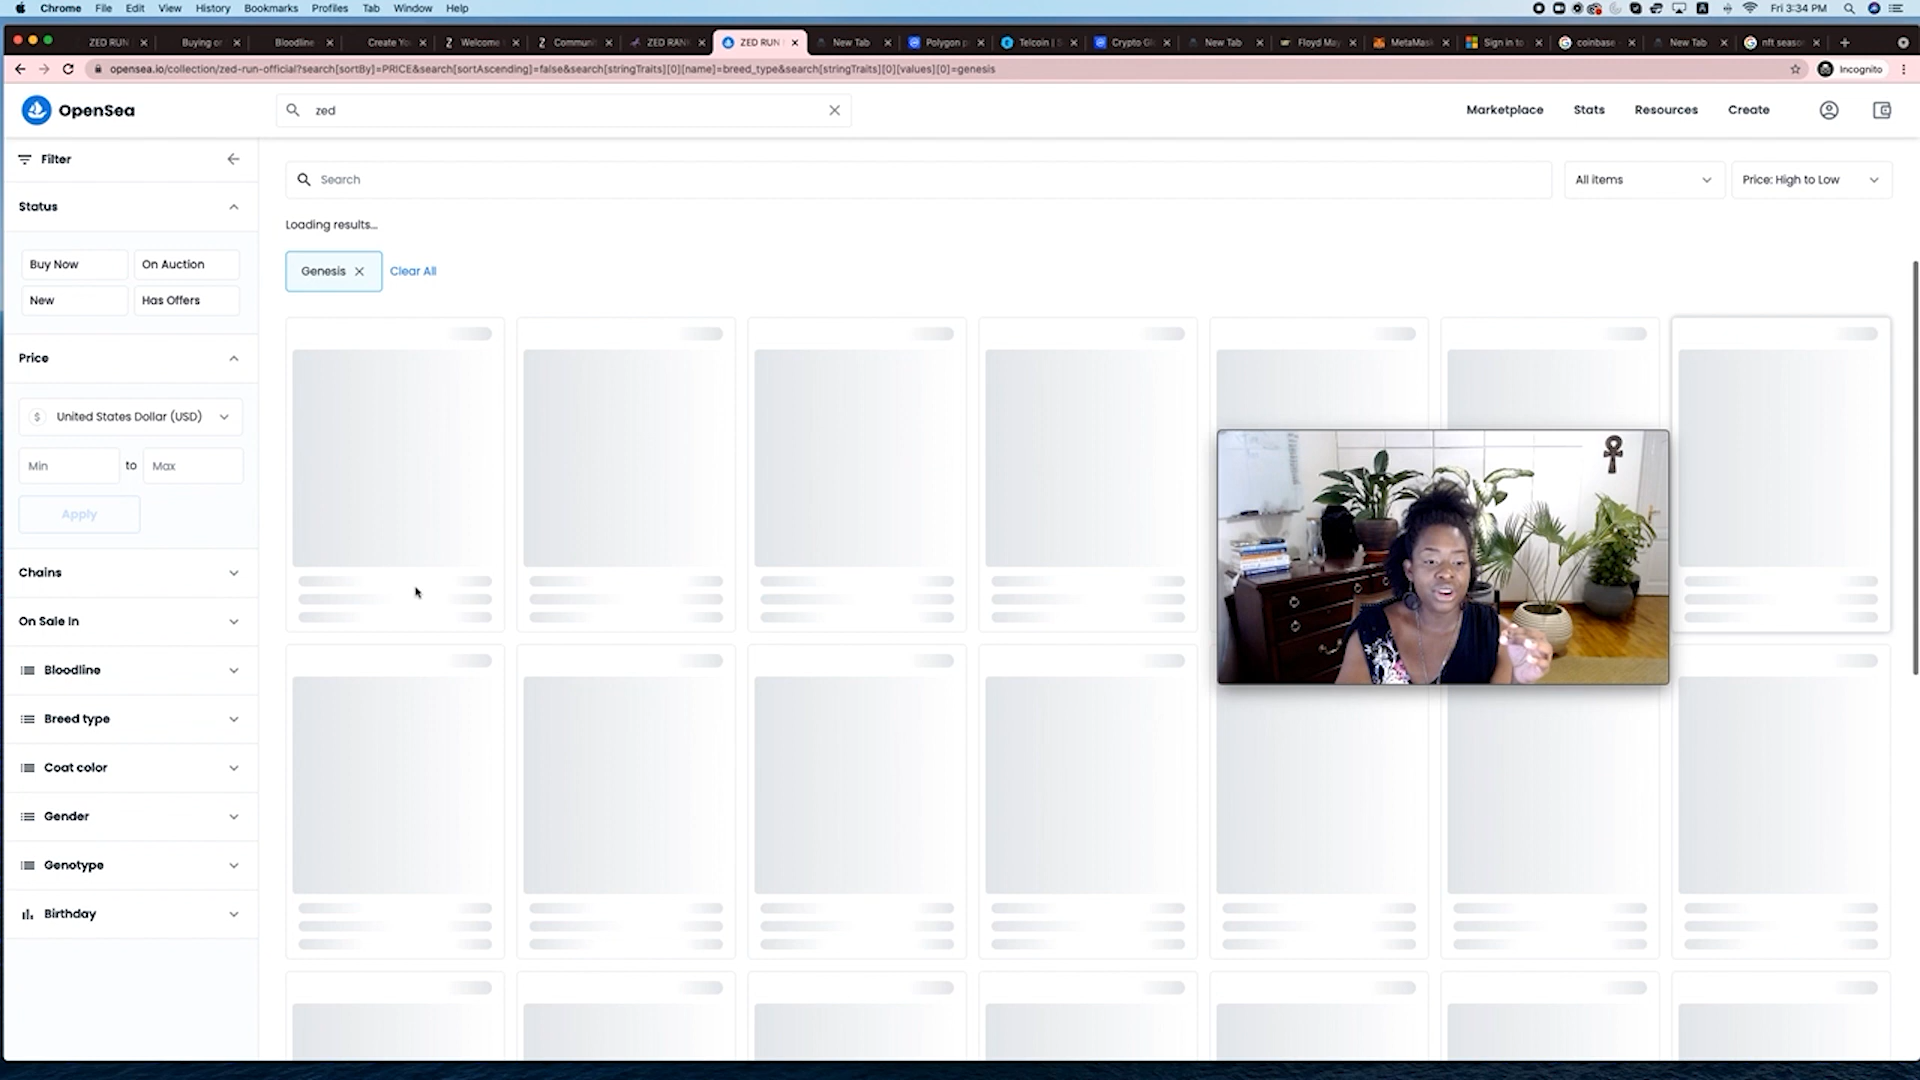 Chrome File Edit View History Bookmarks Profiles Tab Window Help Fri 3:34 PM
ZED RUN Buying or Bloodline Create Yo Welcome Communi ZED RAN ZED RUN New Tab Polygon p Telcoin | S Crypto Gl New Tab Floyd May MetaMas Sign in to coinbase - New Tab nft seaso
opensea.io/collection/zed-run-official?search[sortBy]=PRICE&search[sortAscending]=false&search[stringTraits][0][name]=breed_type&search[stringTraits][0][values][0]=genesis Incognito
OpenSea zed Marketplace Stats Resources Create
Filter
Search All items Price: High to Low
Status
Loading results...
Buy Now On Auction
Genesis Clear All
New Has Offers
Price
$ United States Dollar (USD)
Min to Max
Apply
Chains
On Sale In
Bloodline
Breed type
Coat color
Gender
Genotype
Birthday